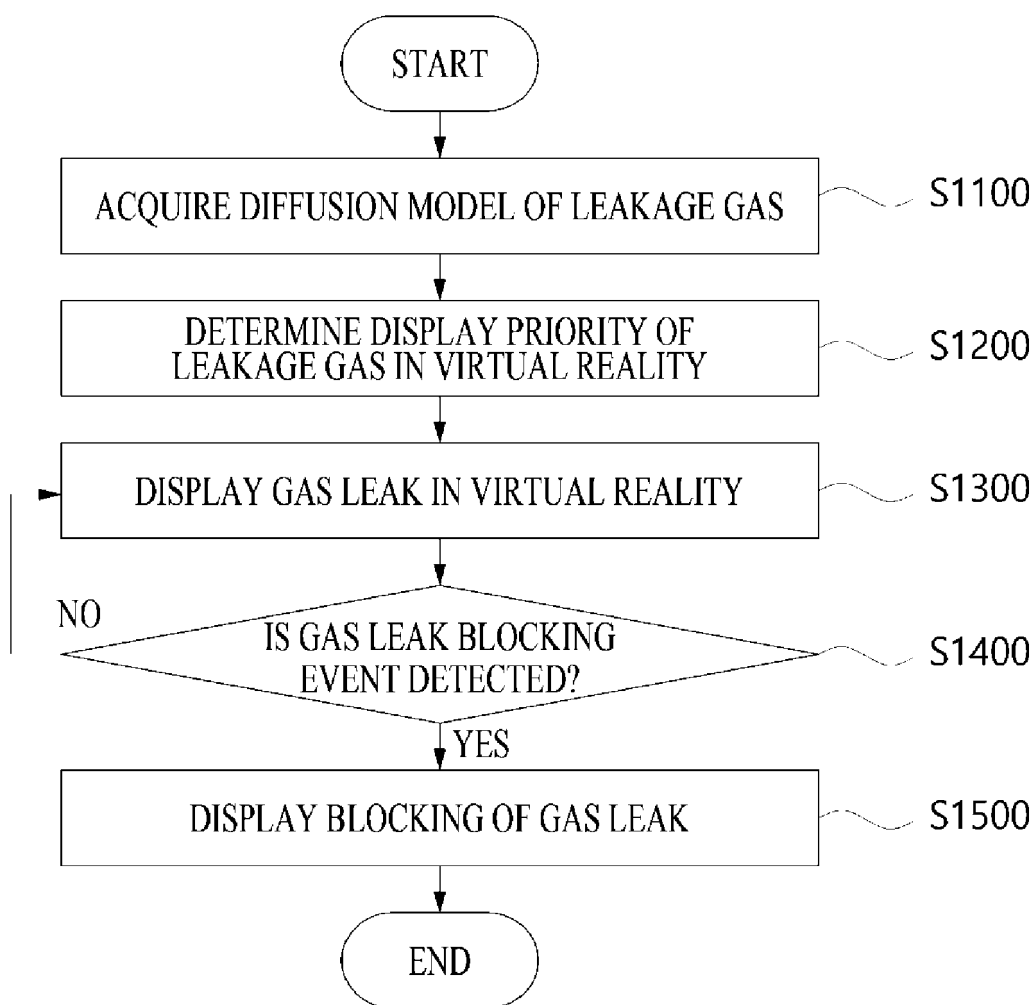 START
ACQUIRE DIFFUSION MODEL OF LEAKAGE GAS
S1100
DETERMINE DISPLAY PRIORITY OF
LEAKAGE GAS IN VIRTUAL REALITY
S1200
DISPLAY GAS LEAK IN VIRTUAL REALITY
S1300
NO
IS GAS LEAK BLOCKING
EVENT DETECTED?
S1400
YES
DISPLAY BLOCKING OF GAS LEAK
S1500
END